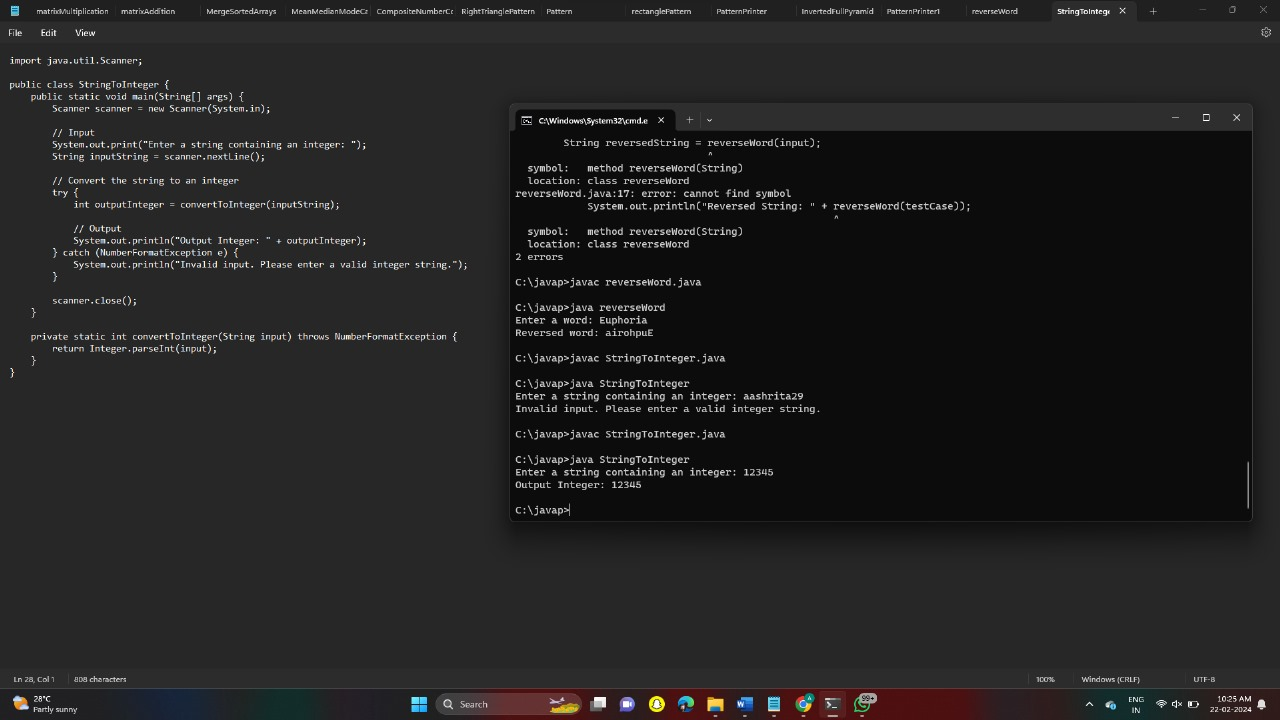 matrixMultiplication matrixAddition MergeSortedArrays MeanMedianModeCa CompositeNumberCo RightTrianglePattern Pattern rectanglePattern PatternPrinter InvertedFullPyramid PatternPrinter1 reverseWord StringToIntege
File Edit View
import java.util.Scanner;
public class StringToInteger {
public static void main(String[] args) {
Scanner scanner = new Scanner(System.in);
// Input
System.out.print("Enter a string containing an integer: ");
String inputString = scanner.nextLine();
// Convert the string to an integer
try {
int outputInteger = convertToInteger(inputString);
// Output
System.out.println("Output Integer: " + outputInteger);
} catch (NumberFormatException e) {
System.out.println("Invalid input. Please enter a valid integer string.");
}
scanner.close();
}
private static int convertToInteger(String input) throws NumberFormatException {
return Integer.parseInt(input);
}
}
C:\Windows\System32\cmd.e
String reversedString = reverseWord(input);
^
symbol: method reverseWord(String)
location: class reverseWord
reverseWord.java:17: error: cannot find symbol
System.out.println("Reversed String: " + reverseWord(testCase));
^
symbol: method reverseWord(String)
location: class reverseWord
2 errors
C:\javap>javac reverseWord.java
C:\javap>java reverseWord
Enter a word: Euphoria
Reversed word: airohpuE
C:\javap>javac StringToInteger.java
C:\javap>java StringToInteger
Enter a string containing an integer: aashrita29
Invalid input. Please enter a valid integer string.
C:\javap>javac StringToInteger.java
C:\javap>java StringToInteger
Enter a string containing an integer: 12345
Output Integer: 12345
C:\javap>
Ln 28, Col 1 808 characters 100% Windows (CRLF) UTF-8
28°C
Partly sunny
Search
99+
ENG
IN
10:25 AM
22-02-2024